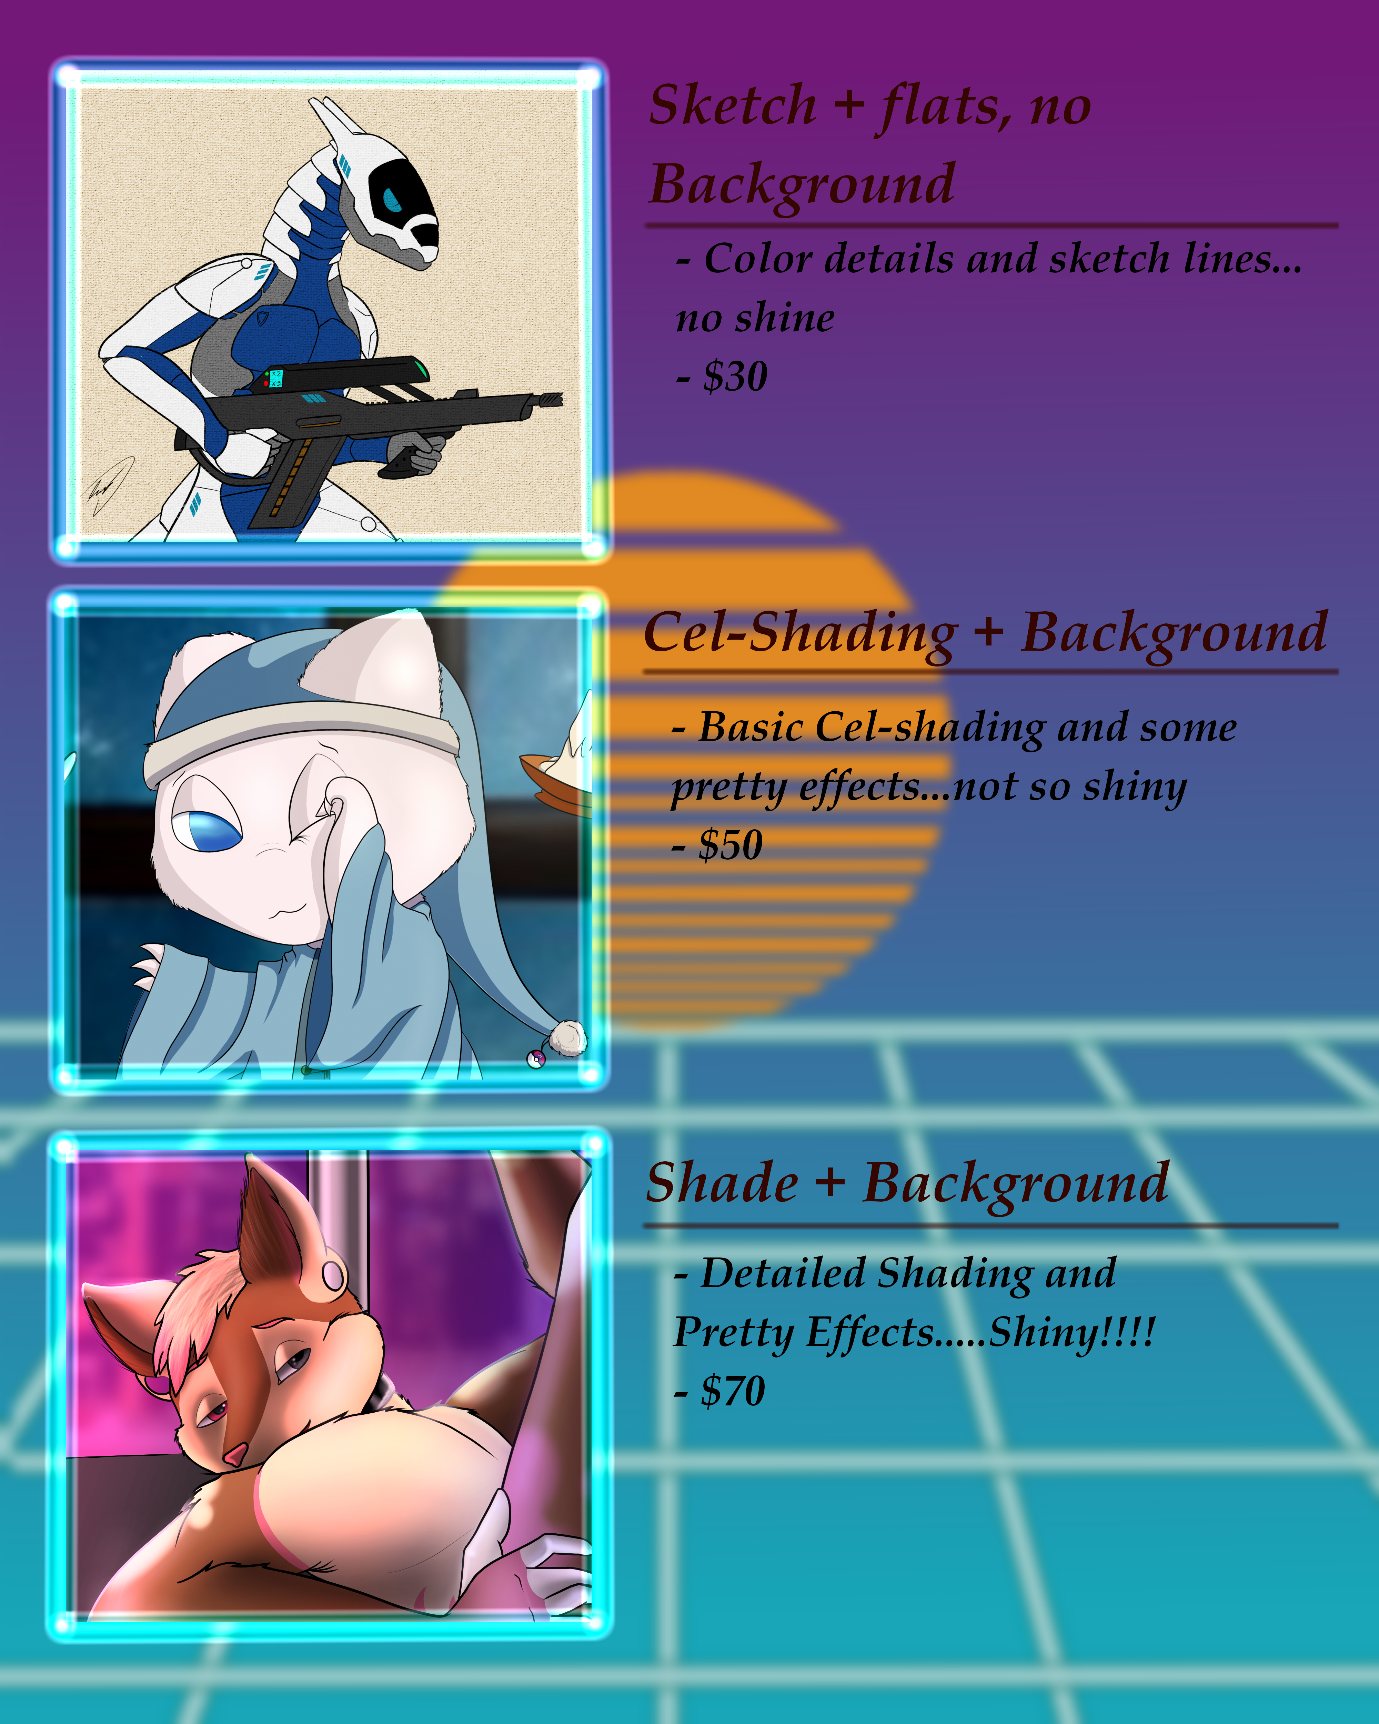 Sketch + flats, no
Background
- Color details and sketch lines...
no shine
- $30
Cel-Shading + Background
- Basic Cel-shading and some
pretty effects...not so shiny
- $50
Shade + Background
- Detailed Shading and
Pretty Effects.....Shiny!!!!
- $70